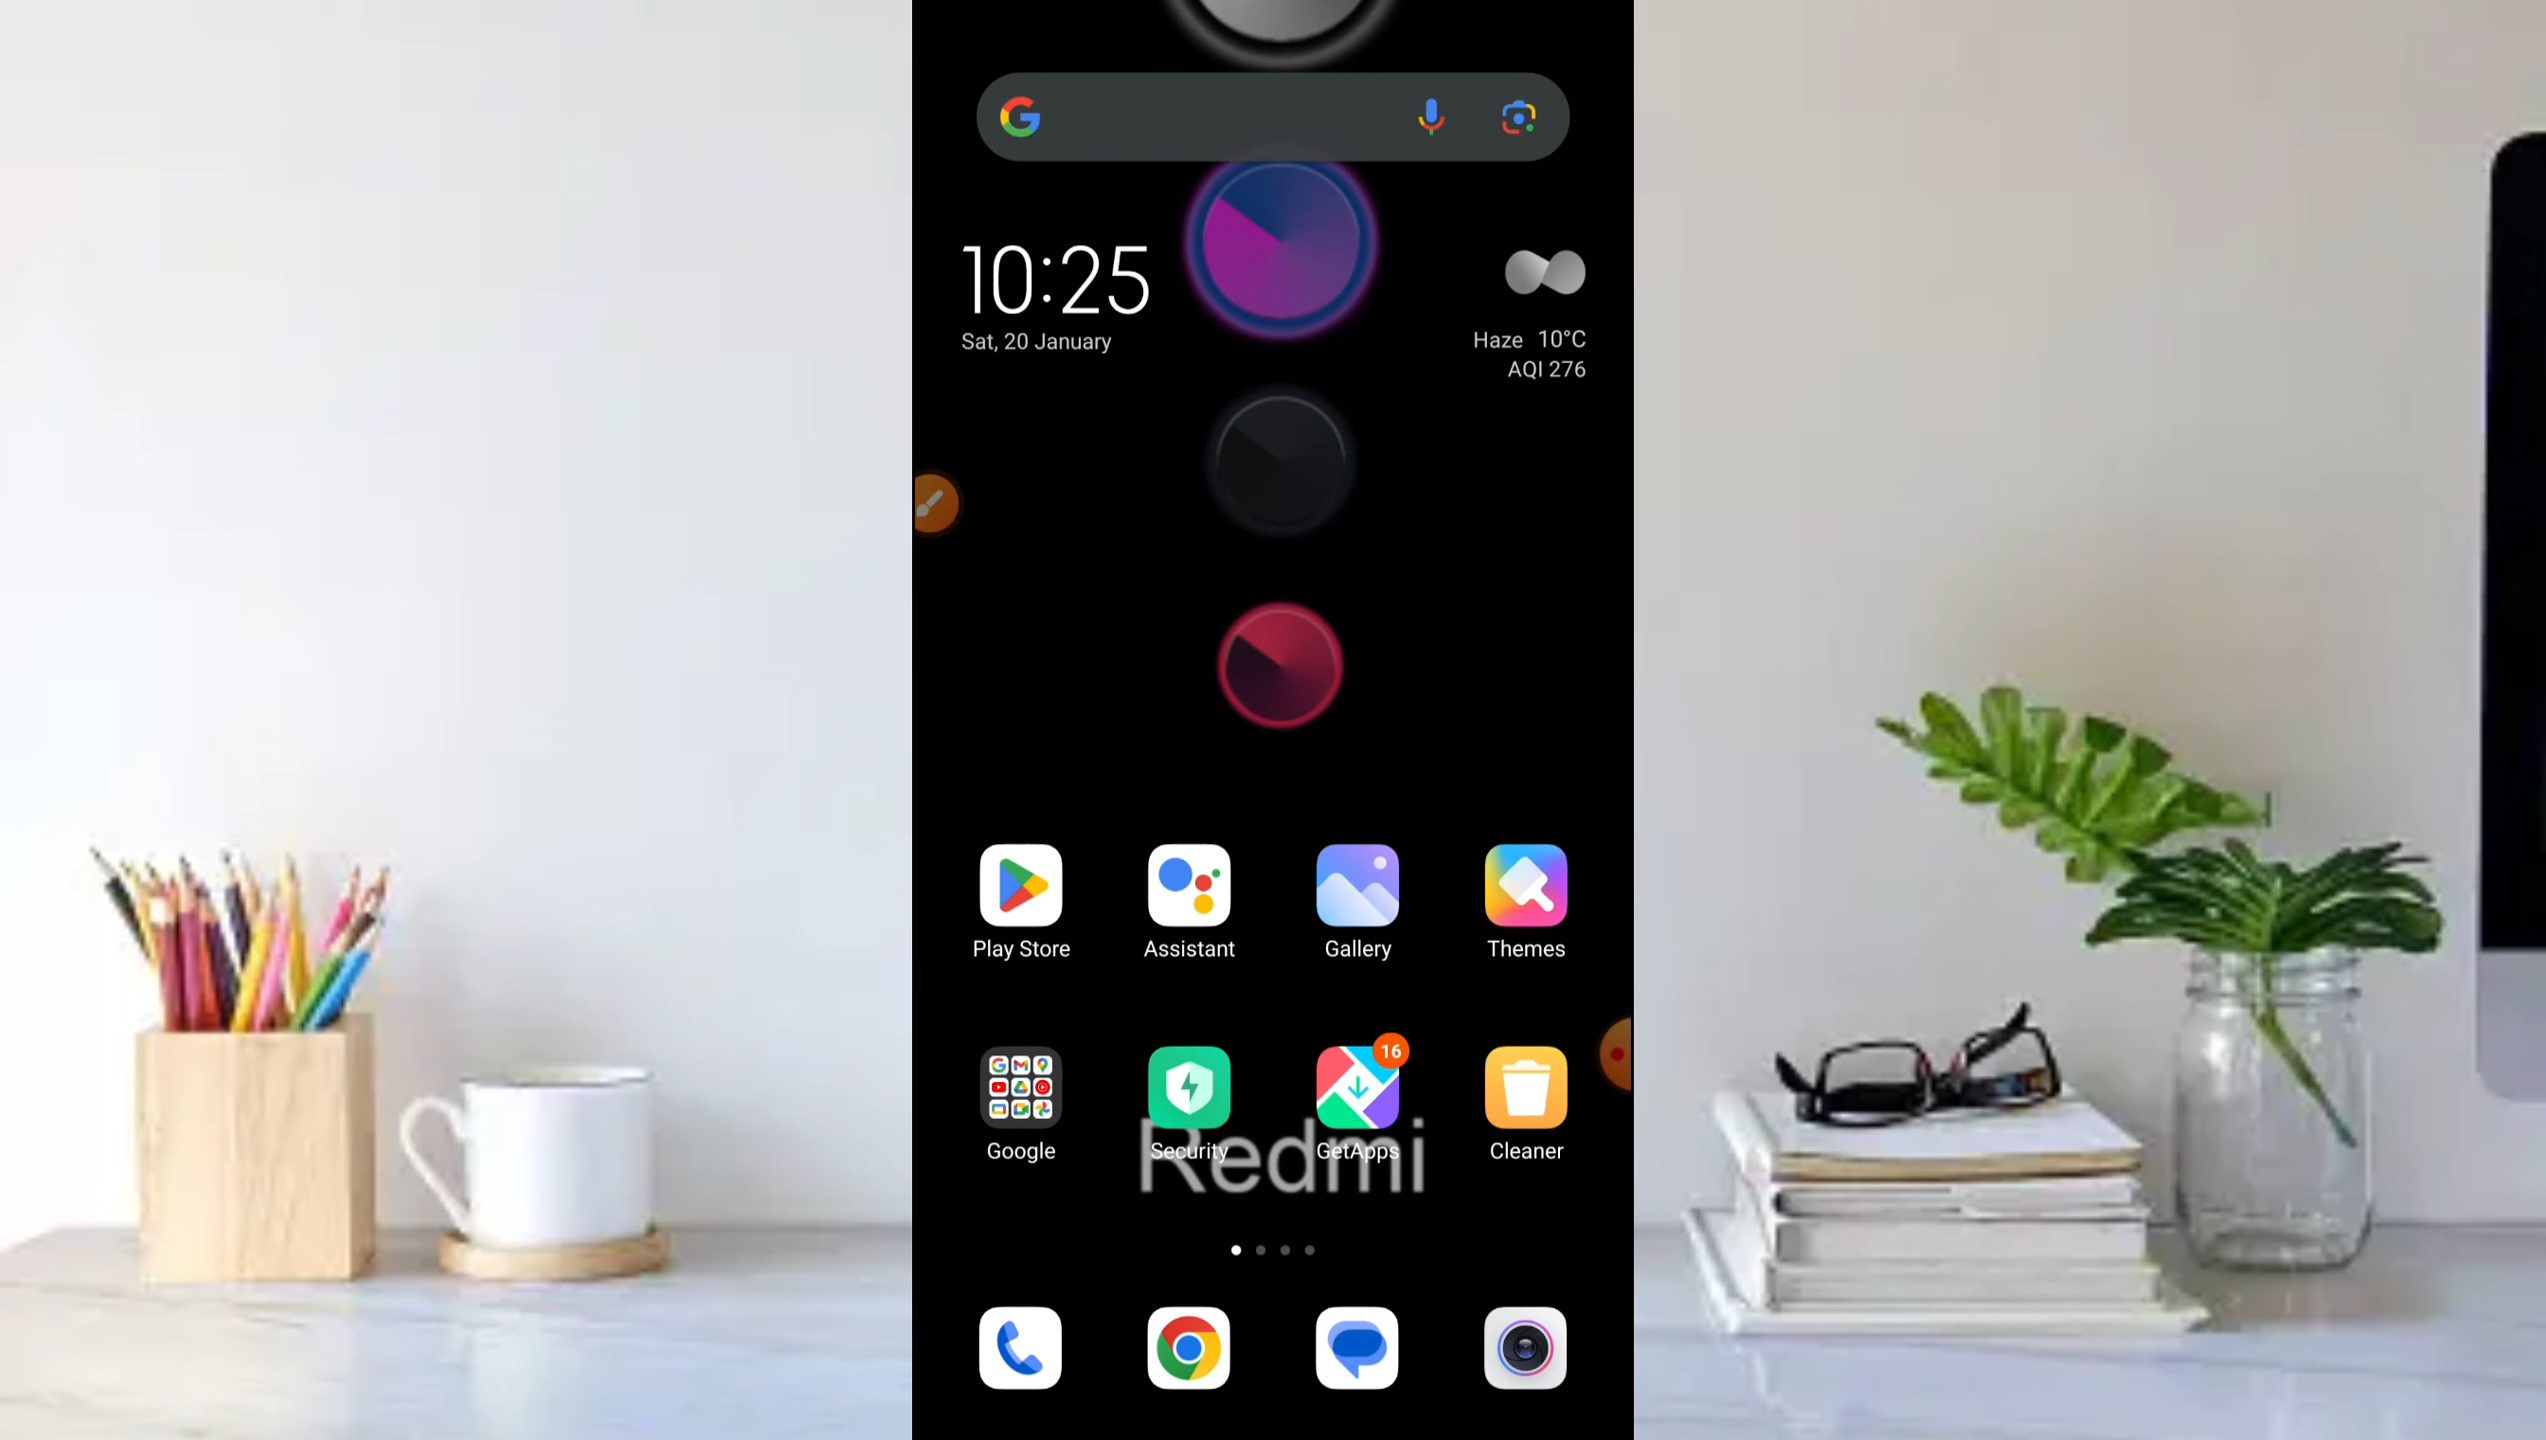 10:25
Sat, 20 January
Haze 10°C
AQI 276
Play Store
Assistant
Gallery
Themes
16
Google
Security
GetApps
Cleaner
Redmi